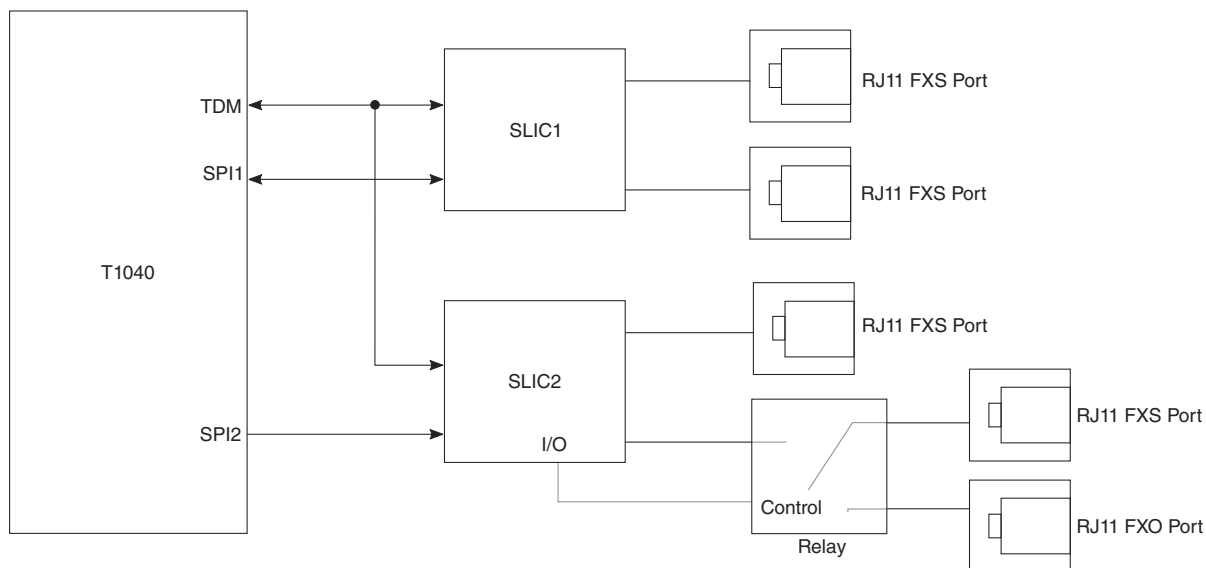 TDM
SPI1
T1040
SPI2
SLIC1
RJ11 FXS Port
RJ11 FXS Port
SLIC2
I/O
RJ11 FXS Port
Control
Relay
RJ11 FXS Port
RJ11 FXO Port